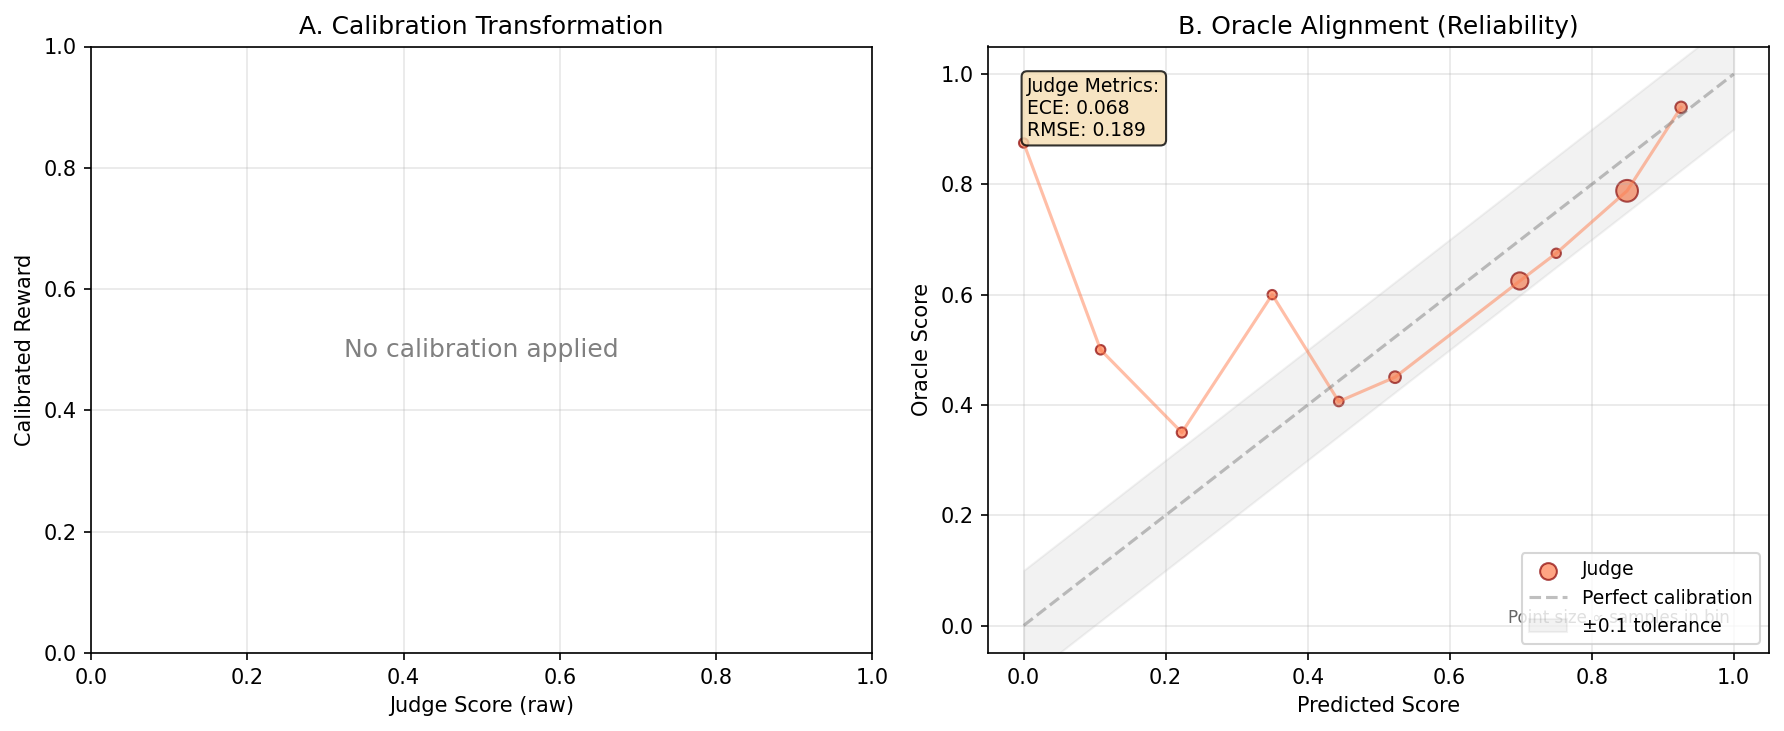 A. Calibration Transformation
1.0
0.8
0.6
0.4
0.2
0.0
Calibrated Reward
No calibration applied
0.0 0.2 0.4 0.6 0.8 1.0
Judge Score (raw)
B. Oracle Alignment (Reliability)
1.0
0.8
0.6
0.4
0.2
0.0
Oracle Score
Judge Metrics:
ECE: 0.068
RMSE: 0.189
Judge
Perfect calibration
Point size samples in bin
±0.1 tolerance
0.0 0.2 0.4 0.6 0.8 1.0
Predicted Score